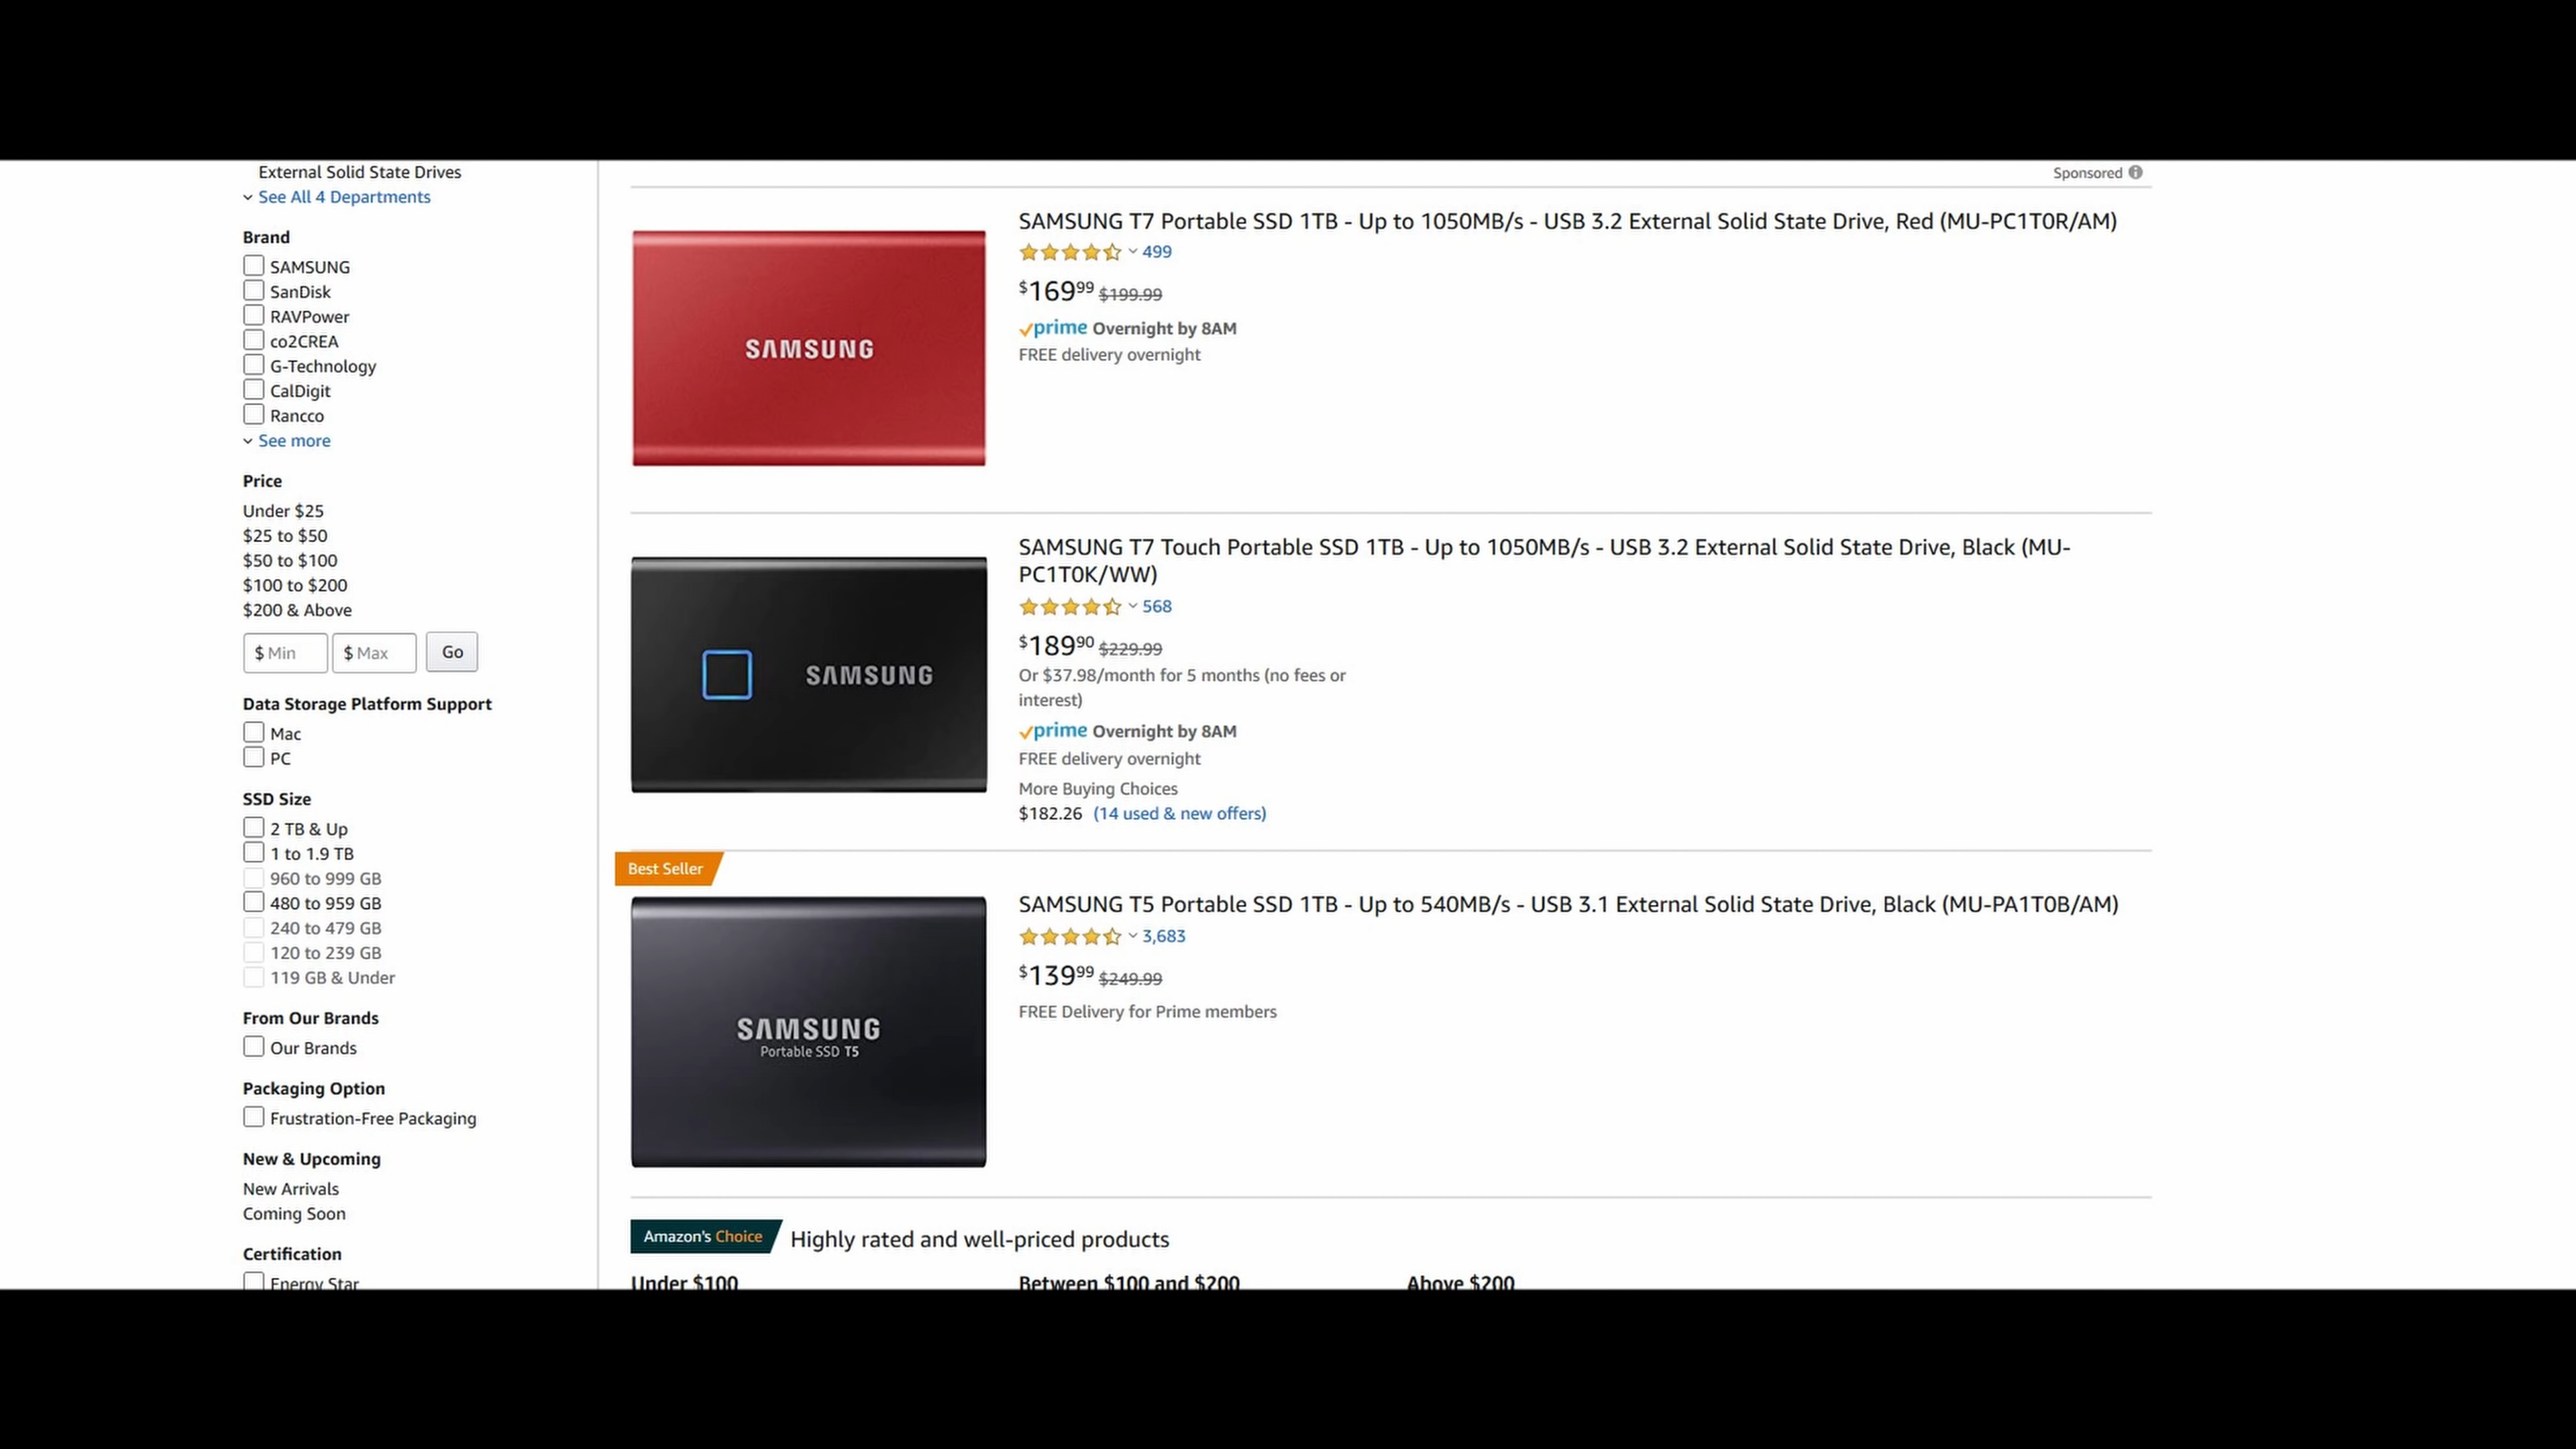 External Solid State Drives
See All 4 Departments
Brand
SAMSUNG
SanDisk
RAVPower
co2CREA
G-Technology
CalDigit
Rancco
See more
Price
Under $25
$25 to $50
$50 to $100
$100 to $200
$200 & Above
$ Min $ Max Go
Data Storage Platform Support
Mac
PC
SSD Size
2 TB & Up
1 to 1.9 TB
960 to 999 GB
480 to 959 GB
240 to 479 GB
120 to 239 GB
119 GB & Under
From Our Brands
Our Brands
Packaging Option
Frustration-Free Packaging
New & Upcoming
New Arrivals
Coming Soon
Certification
Energy Star
Sponsored
SAMSUNG
SAMSUNG T7 Portable SSD 1TB - Up to 1050MB/s - USB 3.2 External Solid State Drive, Red (MU-PC1T0R/AM)
499
$169.99 $199.99
prime Overnight by 8AM
FREE delivery overnight
SAMSUNG
SAMSUNG T7 Touch Portable SSD 1TB - Up to 1050MB/s - USB 3.2 External Solid State Drive, Black (MU-
PC1T0K/WW)
568
$189.90 $229.99
Or $37.98/month for 5 months (no fees or
interest)
prime Overnight by 8AM
FREE delivery overnight
More Buying Choices
$182.26 (14 used & new offers)
Best Seller
SAMSUNG
Portable SSD T5
SAMSUNG T5 Portable SSD 1TB - Up to 540MB/s - USB 3.1 External Solid State Drive, Black (MU-PA1T0B/AM)
3,683
$139.99 $249.99
FREE Delivery for Prime members
Amazon's Choice Highly rated and well-priced products
Under $100 Between $100 and $200 Above $200